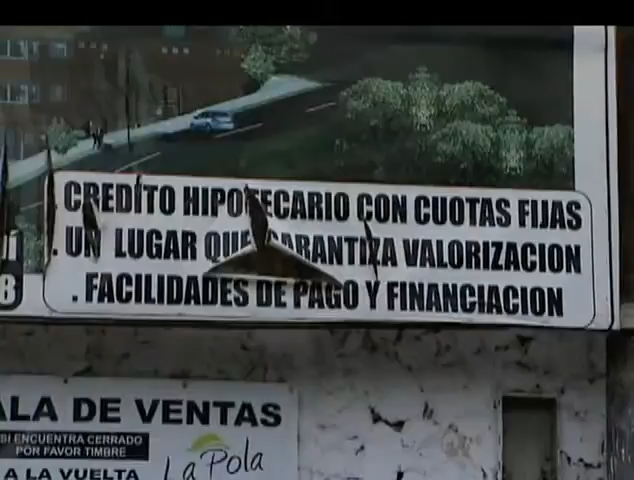 . CREDITO HIPOTECARIO CON CUOTAS FIJAS
. UN LUGAR QUE GARANTIZA VALORIZACION
. FACILIDADES DE PAGO Y FINANCIACION
ALA DE VENTAS
SI ENCUENTRA CERRADO
POR FAVOR TIMBRE
A LA VUELTA
La Pola